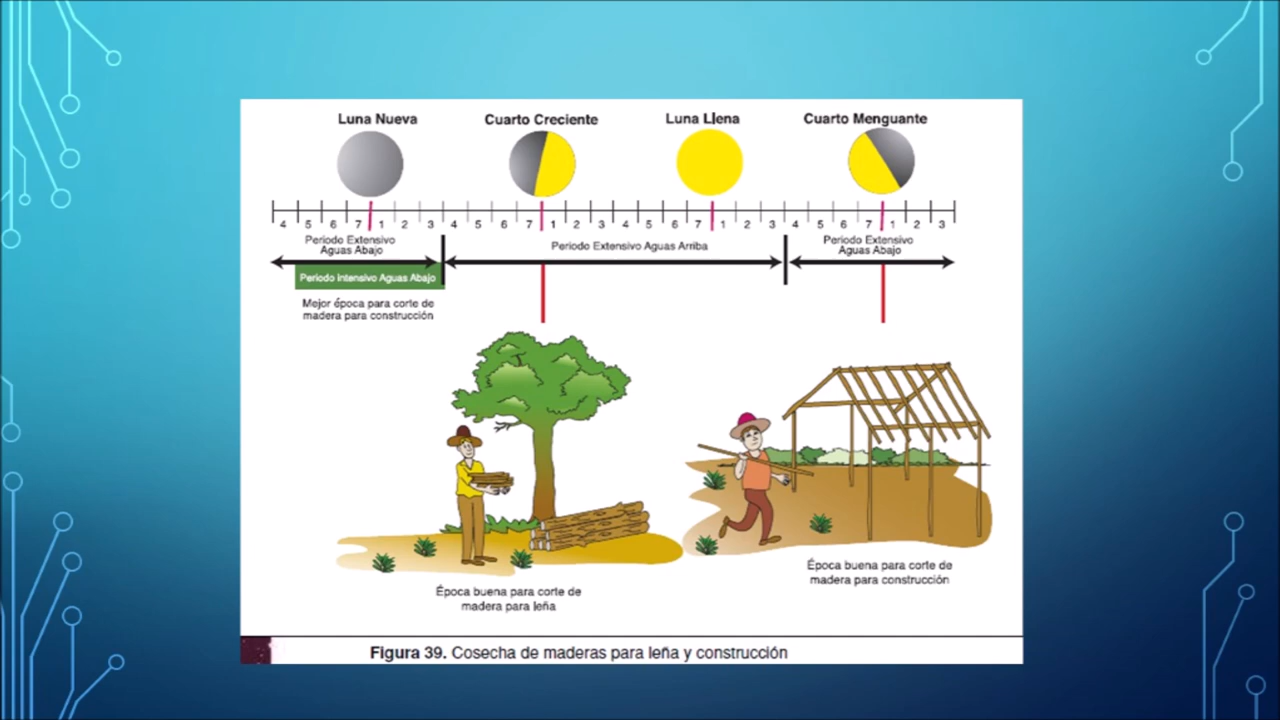 Luna Nueva Cuarto Creciente Luna Llena Cuarto Menguante
4 5 6 7 1 2 3 4 5 6 7 1 2 3 4 5 6 7 1 2 3 4 5 6 7 1 2 3
Periodo Extensivo
Aguas Abajo
Periodo Extensivo Aguas Arriba
Periodo Extensivo
Aguas Abajo
Periodo Intensivo Aguas Abajo
Mejor época para corte de
madera para construcción
Época buena para corte de
madera para leña
Época buena para corte de
madera para construcción
Figura 39. Cosecha de maderas para leña y construcción